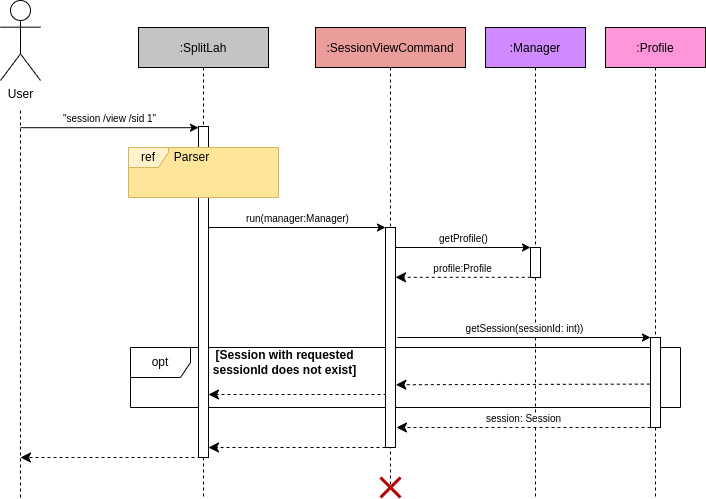 :SplitLah
:SessionViewCommand
:Manager
:Profile
User
"session /view /sid 1"
ref
Parser
run(manager:Manager)
getProfile()
profile:Profile
getSession(sessionId: int))
opt
[Session with requested
sessionId does not exist]
session: Session